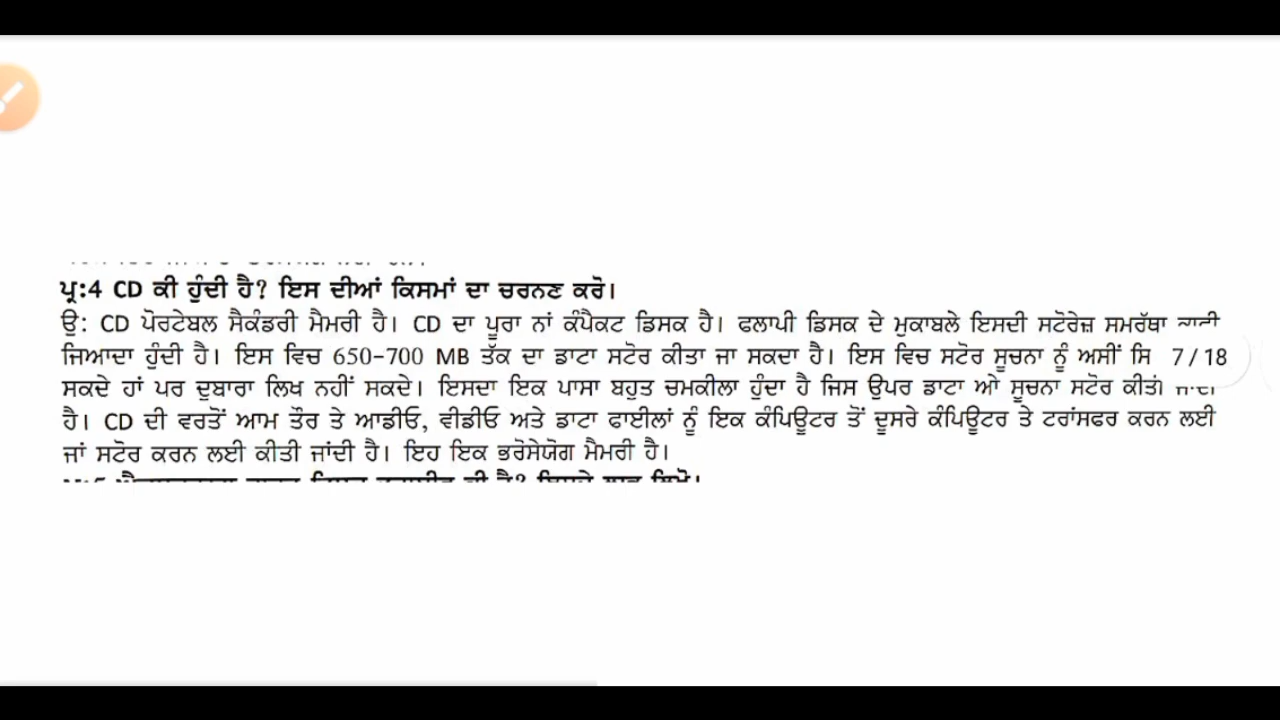 ਪ੍ਰ:4 CD ਕੀ ਹੁੰਦੀ ਹੈ? ਇਸ ਦੀਆਂ ਕਿਸਮਾਂ ਦਾ ਚਰਨਣ ਕਰੋ।
ਉ: CD ਪੋਰਟੇਬਲ ਸੈਕੰਡਰੀ ਮੈਮਰੀ ਹੈ। CD ਦਾ ਪੂਰਾ ਨਾਂ ਕੰਪੈਕਟ ਡਿਸਕ ਹੈ। ਫਲਾਪੀ ਡਿਸਕ ਦੇ ਮੁਕਾਬਲੇ ਇਸਦੀ ਸਟੋਰੇਜ਼ ਸਮਰੱਥਾ
ਜਿਆਦਾ ਹੁੰਦੀ ਹੈ। ਇਸ ਵਿਚ 650-700 MB ਤੱਕ ਦਾ ਡਾਟਾ ਸਟੋਰ ਕੀਤਾ ਜਾ ਸਕਦਾ ਹੈ। ਇਸ ਵਿਚ ਸਟੋਰ ਸੂਚਨਾ ਨੂੰ ਅਸੀਂ ਸਿ 7/18
ਸਕਦੇ ਹਾਂ ਪਰ ਦੁਬਾਰਾ ਲਿਖ ਨਹੀਂ ਸਕਦੇ। ਇਸਦਾ ਇਕ ਪਾਸਾ ਬਹੁਤ ਚਮਕੀਲਾ ਹੁੰਦਾ ਹੈ ਜਿਸ ਉਪਰ ਡਾਟਾ ਅੋ ਸੂਚਨਾ ਸਟੋਰ ਕੀਤੀ
ਹੈ। CD ਦੀ ਵਰਤੋਂ ਆਮ ਤੌਰ ਤੇ ਆਡੀਓ, ਵੀਡੀਓ ਅਤੇ ਡਾਟਾ ਫਾਈਲਾਂ ਨੂੰ ਇਕ ਕੰਪਿਊਟਰ ਤੋਂ ਦੂਸਰੇ ਕੰਪਿਊਟਰ ਤੇ ਟਰਾਂਸਫਰ ਕਰਨ ਲਈ
ਜਾਂ ਸਟੋਰ ਕਰਨ ਲਈ ਕੀਤੀ ਜਾਂਦੀ ਹੈ। ਇਹ ਇਕ ਭਰੋਸੇਯੋਗ ਮੈਮਰੀ ਹੈ।